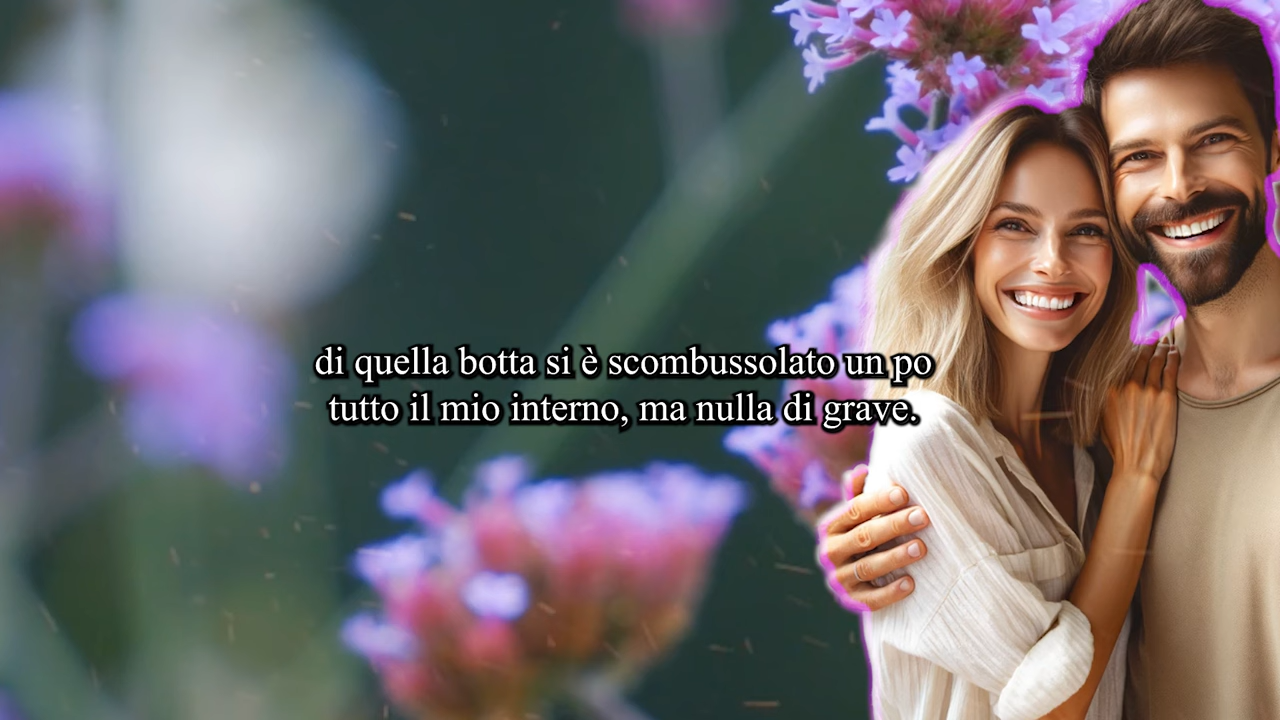 di quella botta si è scombussolato un po
tutto il mio interno, ma nulla di grave.